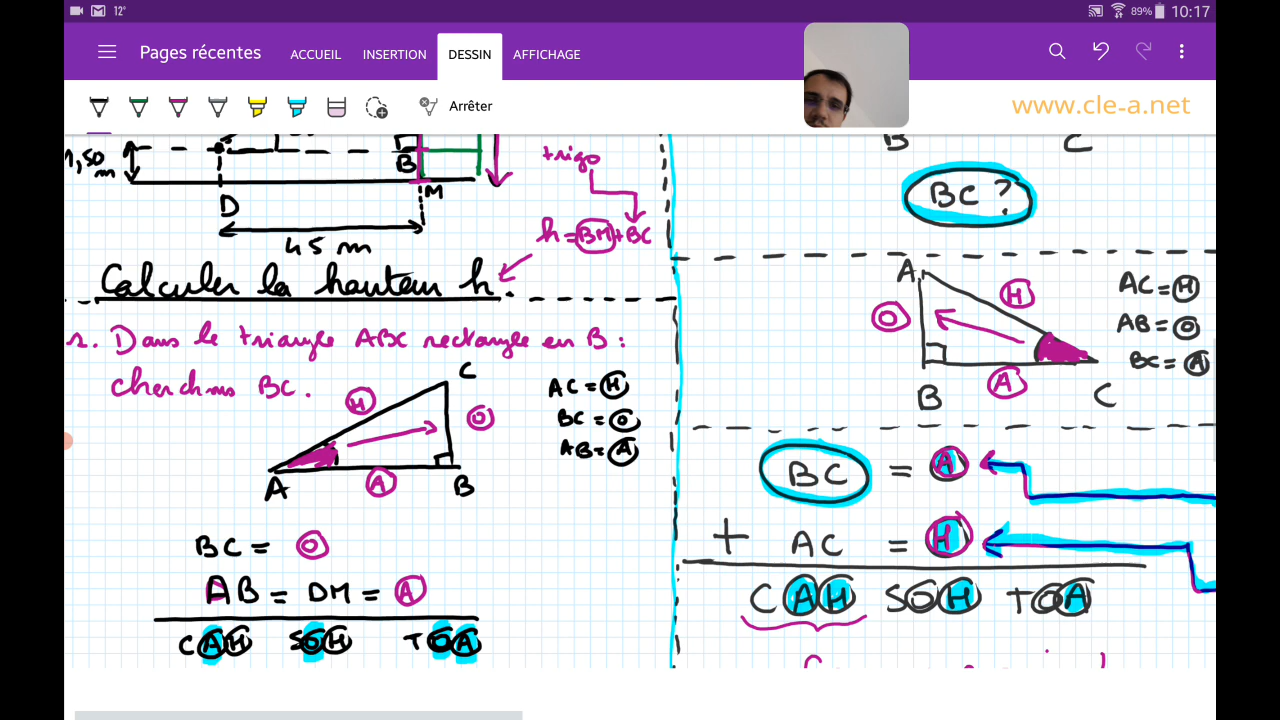 12° 89% 10:17
Pages récentes ACCUEIL INSERTION DESSIN AFFICHAGE
Arrêter
www.cle-a.net
1,50 m
B
M
D
45 m
trigo
h = BM + BC
Calculer la hauteur h.
1. Dans le triangle ABC rectangle en B :
cherchons BC.
C
H
O
A
A
B
AC = H
BC = O
AB = A
BC = O
AB = DM = A
CAH SOH TOA
B C
BC ?
A
H
O
A
B
C
AC = H
AB = O
BC = A
BC = A
+ AC = H
CAH SOH TOA